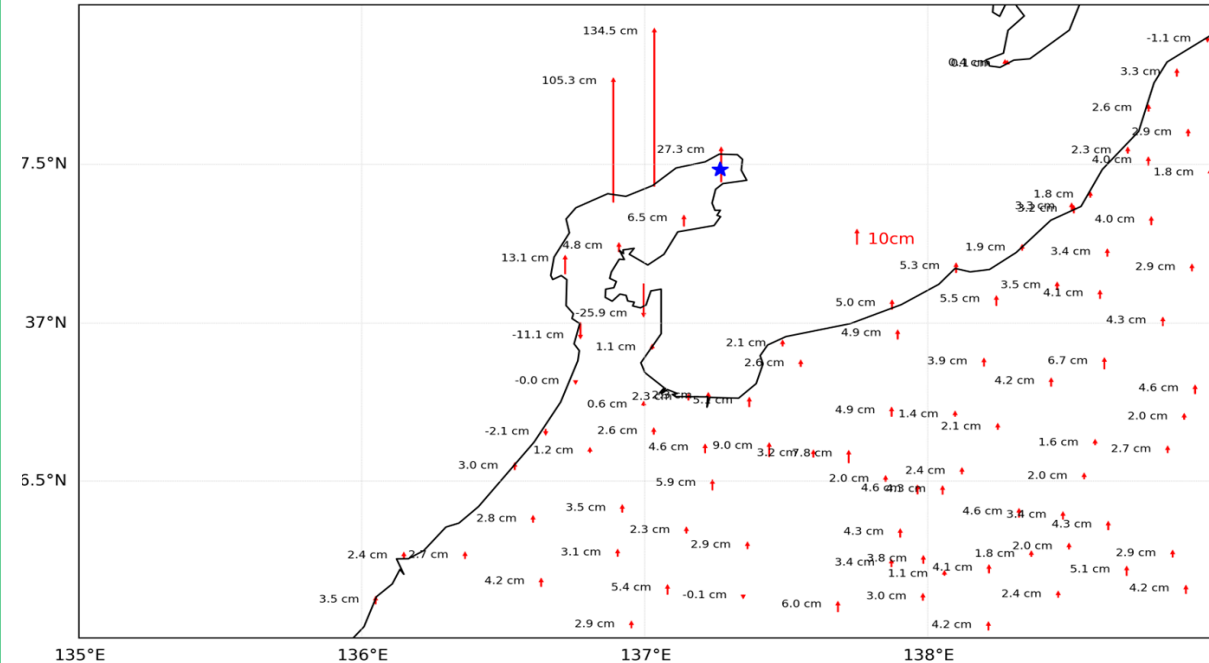 134.5 cm
-1.1 cm
3.3 cm
105.3 cm
2.6 cm
2.9 cm
27.3 cm
2.3 cm
4.0 cm
7.5°N
1.8 cm
1.8 cm
3.3 cm
3.2 cm
6.5 cm
4.0 cm
10cm
4.8 cm
1.9 cm
3.4 cm
13.1 cm
5.3 cm
2.9 cm
3.5 cm
4.1 cm
5.5 cm
5.0 cm
-25.9 cm
37°N
4.3 cm
-11.1 cm
4.9 cm
1.1 cm
2.1 cm
2.6 cm
3.9 cm
6.7 cm
-0.0 cm
4.2 cm
4.6 cm
2.3 cm
5.1 cm
0.6 cm
4.9 cm
1.4 cm
2.0 cm
2.1 cm
-2.1 cm
2.6 cm
1.2 cm
4.6 cm
9.0 cm
3.2 cm
7.8 cm
1.6 cm
2.7 cm
3.0 cm
6.5°N
2.0 cm
2.4 cm
2.0 cm
5.9 cm
4.6 cm
4.3 cm
3.5 cm
2.8 cm
4.6 cm
3.4 cm
4.3 cm
2.3 cm
4.3 cm
2.9 cm
2.0 cm
2.4 cm
2.7 cm
3.1 cm
1.8 cm
2.9 cm
3.8 cm
3.4 cm
1.1 cm
4.1 cm
5.1 cm
4.2 cm
5.4 cm
-0.1 cm
3.0 cm
2.4 cm
4.2 cm
3.5 cm
6.0 cm
2.9 cm
4.2 cm
135°E
136°E
137°E
138°E